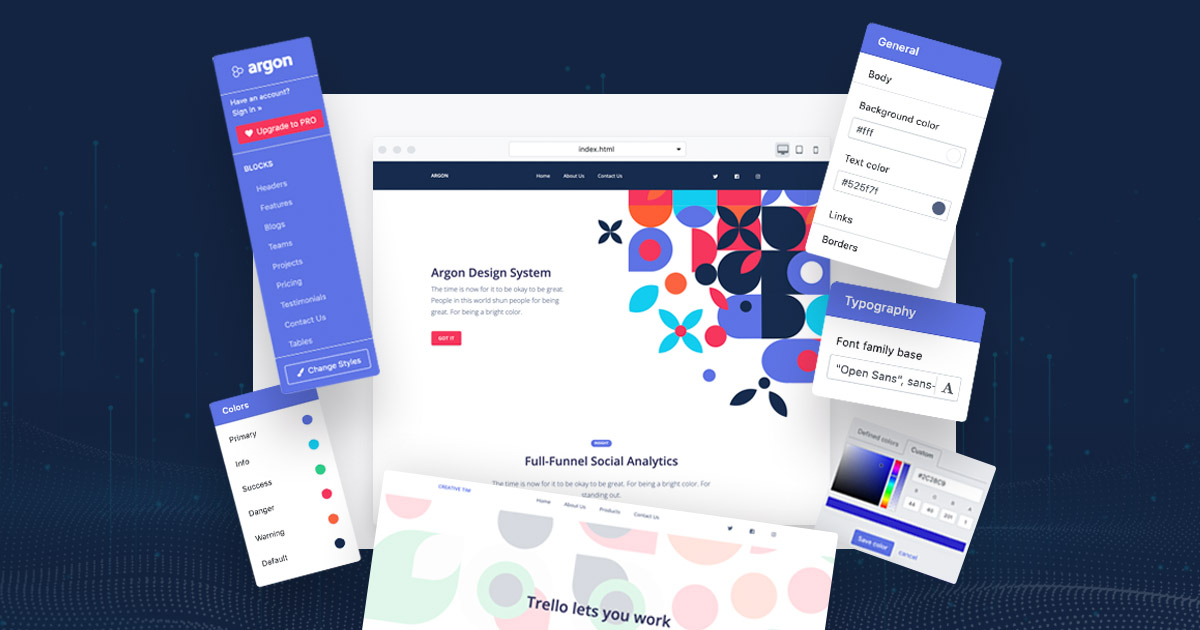 argon
Have an account?
Sign in »
Upgrade to PRO
BLOCKS
Headers
Features
Blogs
Teams
Projects
Pricing
Testimonials
Contact Us
Tables
Change Styles
Colors
Primary
Info
Success
Danger
Warning
Default
index.html
ARGON
Home
About Us
Contact Us
Argon Design System
The time is now for it to be okay to be great.
People in this world shun people for being
great. For being a bright color.
GOT IT
INSIGHT
Full-Funnel Social Analytics
The time is now for it to be okay to be great. For being a bright color. For
standing out.
CREATIVE TIM
Home
About Us
Products
Contact Us
Trello lets you work
General
Body
Background color
#fff
Text color
#525f7f
Links
Borders
Typography
Font family base
"Open Sans", sans-
A
Defined colors
Custom
#2C28C9
Save color
cancel